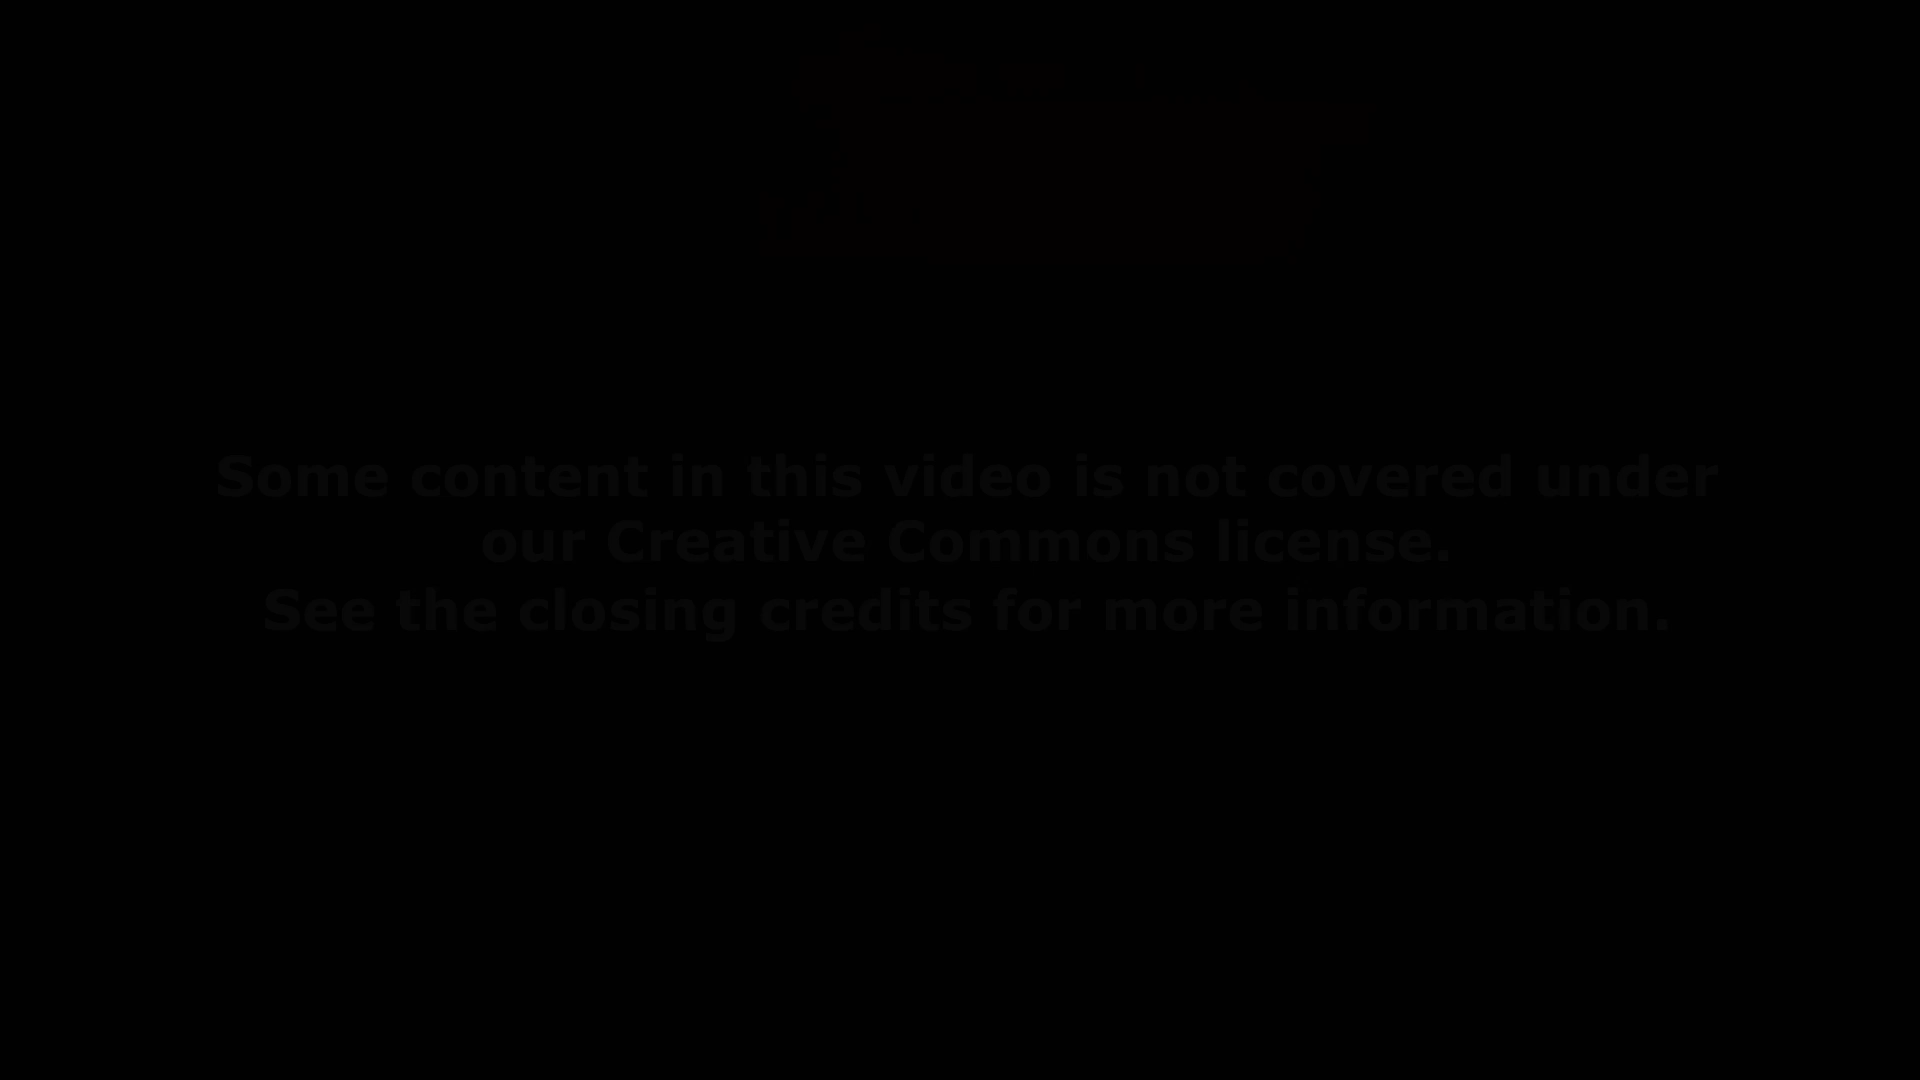 Some content in this video is not covered under
our Creative Commons license.
See the closing credits for more information.